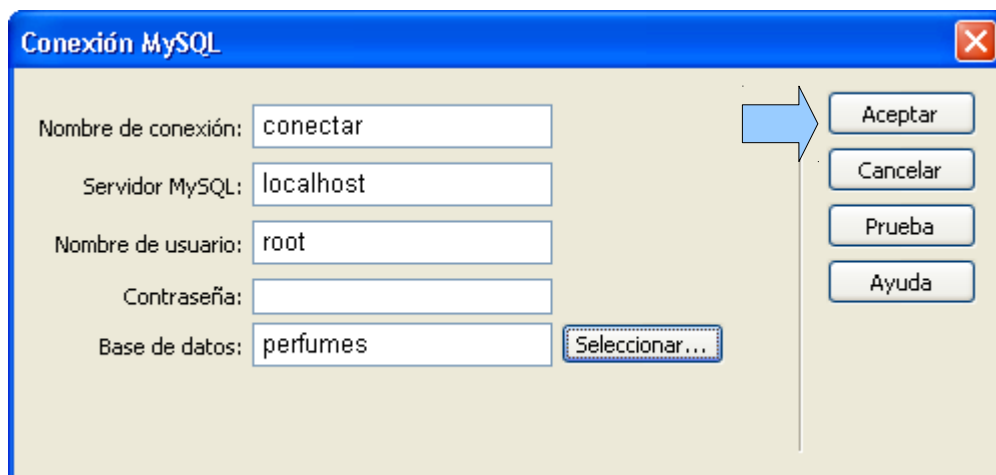 Conexión MySQL
Nombre de conexión: conectar
Aceptar
Servidor MySQL: localhost
Cancelar
Nombre de usuario: root
Prueba
Contraseña:
Ayuda
Base de datos: perfumes Seleccionar...